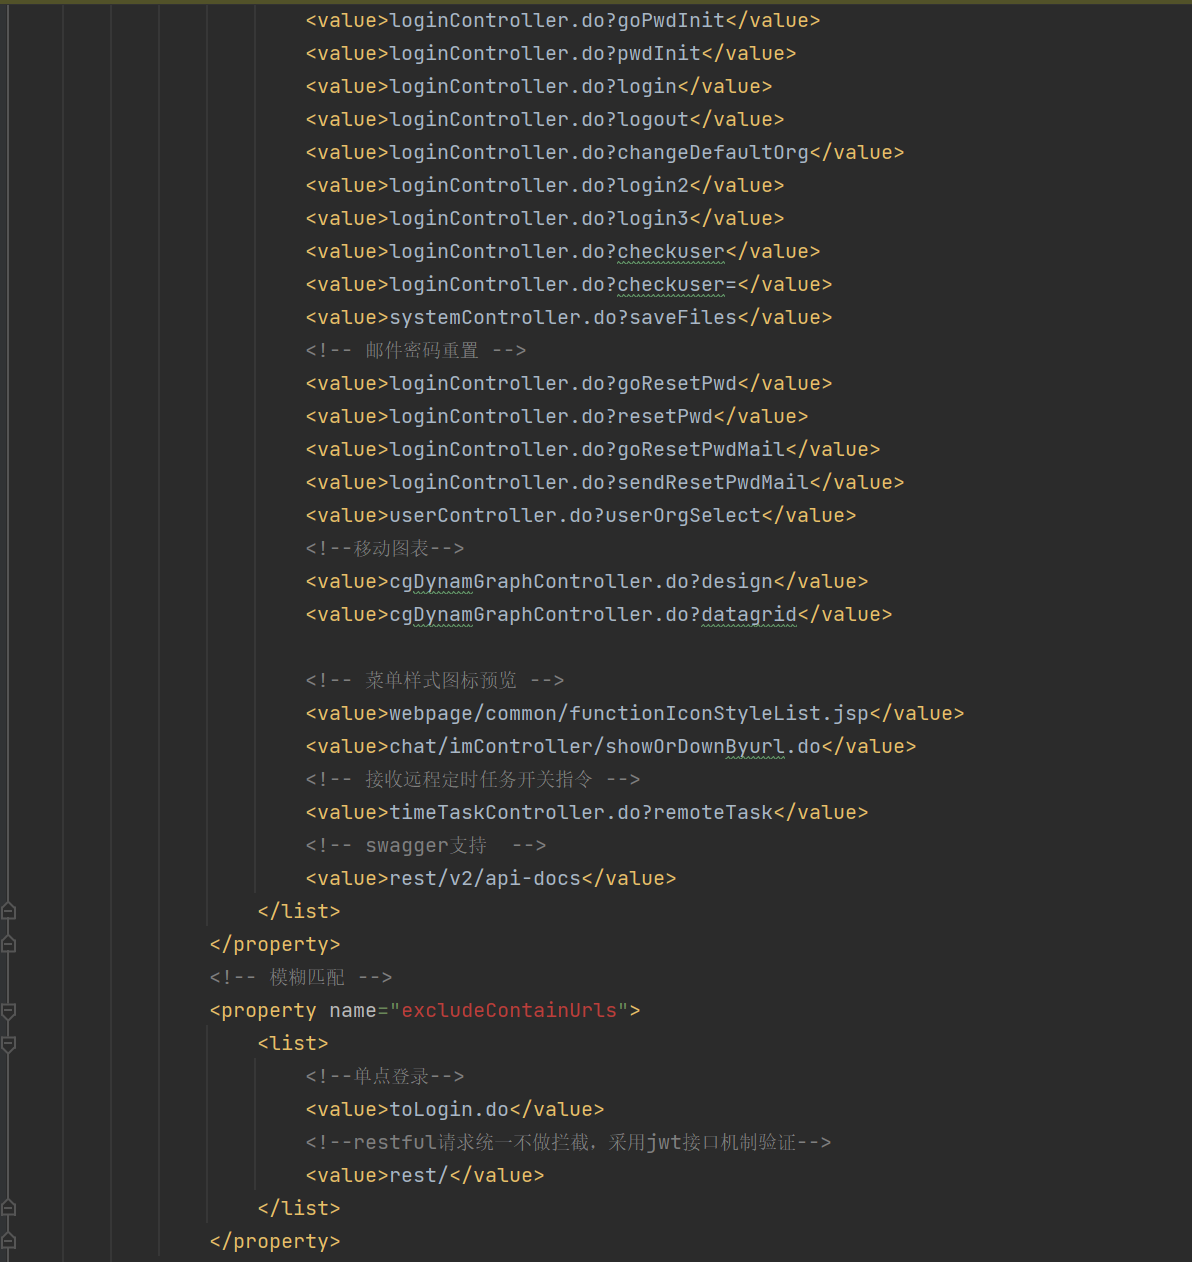 <value>loginController.do?goPwdInit</value>
<value>loginController.do?pwdInit</value>
<value>loginController.do?login</value>
<value>loginController.do?logout</value>
<value>loginController.do?changeDefaultOrg</value>
<value>loginController.do?login2</value>
<value>loginController.do?login3</value>
<value>loginController.do?checkuser</value>
<value>loginController.do?checkuser=</value>
<value>systemController.do?saveFiles</value>
<!-- 邮件密码重置 -->
<value>loginController.do?goResetPwd</value>
<value>loginController.do?resetPwd</value>
<value>loginController.do?goResetPwdMail</value>
<value>loginController.do?sendResetPwdMail</value>
<value>userController.do?userOrgSelect</value>
<!--移动图表-->
<value>cgDynamGraphController.do?design</value>
<value>cgDynamGraphController.do?datagrid</value>
<!-- 菜单样式图标预览 -->
<value>webpage/common/functionIconStyleList.jsp</value>
<value>chat/imController/showOrDownByurl.do</value>
<!-- 接收远程定时任务开关指令 -->
<value>timeTaskController.do?remoteTask</value>
<!-- swagger支持  -->
<value>rest/v2/api-docs</value>
</list>
</property>
<!-- 模糊匹配 -->
<property name="excludeContainUrls">
<list>
<!--单点登录-->
<value>toLogin.do</value>
<!--restful请求统一不做拦截，采用jwt接口机制验证-->
<value>rest/</value>
</list>
</property>